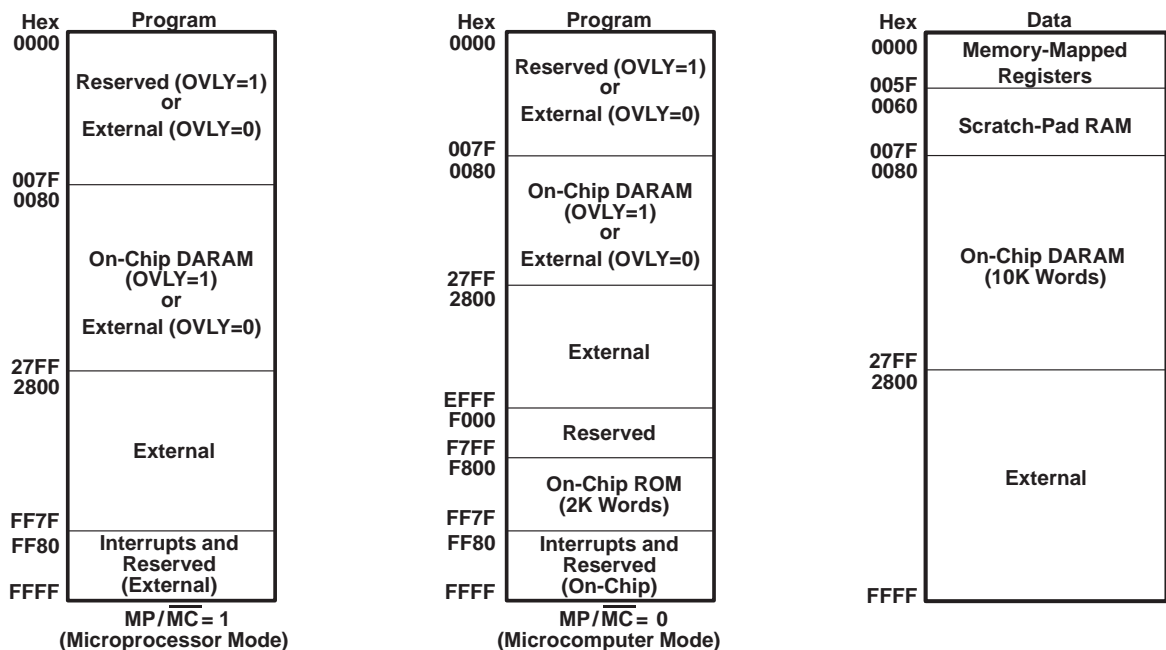 Hex
Program
0000
Reserved (OVLY=1)
or
External (OVLY=0)
007F
0080
On-Chip DARAM
(OVLY=1)
or
External (OVLY=0)
27FF
2800
External
FF7F
FF80
Interrupts and
Reserved
(External)
FFFF
MP/M̅C̅ = 1
(Microprocessor Mode)
Hex
Program
0000
Reserved (OVLY=1)
or
External (OVLY=0)
007F
0080
On-Chip DARAM
(OVLY=1)
or
External (OVLY=0)
27FF
2800
External
EFFF
F000
Reserved
F7FF
F800
On-Chip ROM
(2K Words)
FF7F
FF80
Interrupts and
Reserved
(On-Chip)
FFFF
MP/M̅C̅ = 0
(Microcomputer Mode)
Hex
Data
0000
Memory-Mapped
Registers
005F
0060
Scratch-Pad RAM
007F
0080
On-Chip DARAM
(10K Words)
27FF
2800
External
FFFF